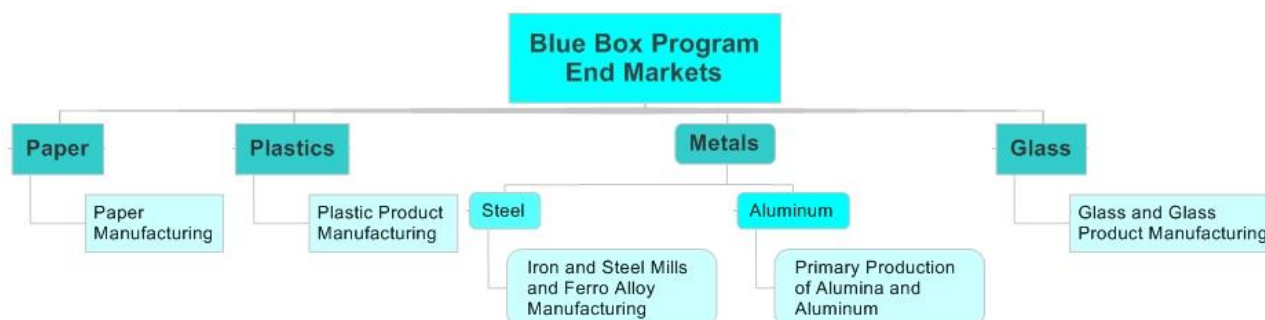 Blue Box Program
End Markets
Paper
Plastics
Metals
Glass
Paper
Manufacturing
Plastic Product
Manufacturing
Steel
Aluminum
Glass and Glass
Product Manufacturing
Iron and Steel Mills
and Ferro Alloy
Manufacturing
Primary Production
of Alumina and
Aluminum